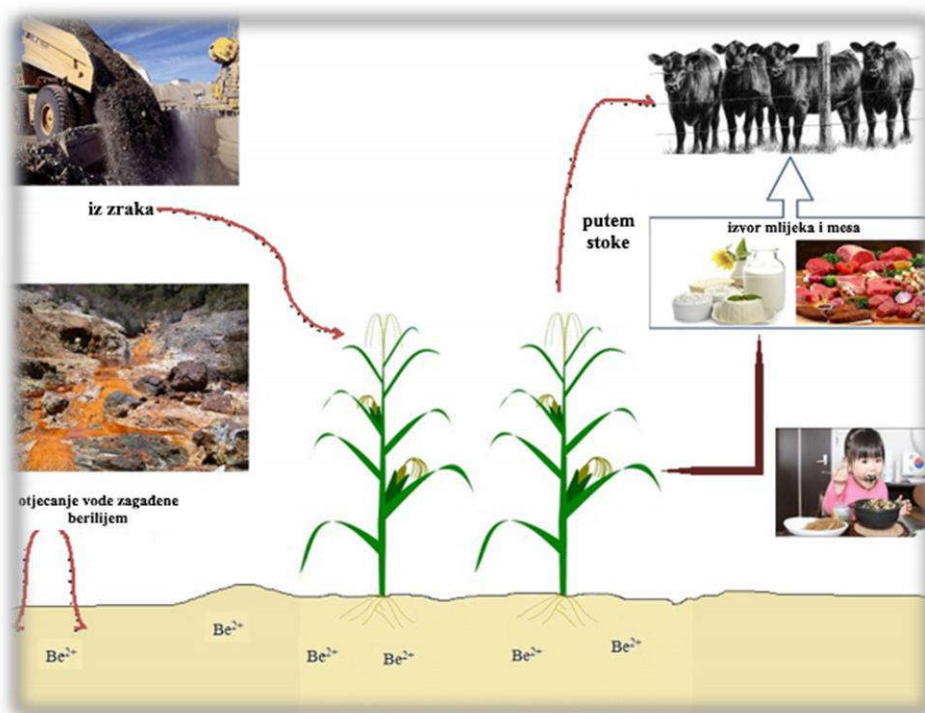 iz zraka
putem
stoke
izvor mlijeka i mesa
otjecanje vode zagađene
berilijem
Be²⁺
Be²⁺
Be²⁺
Be²⁺
Be²⁺
Be²⁺